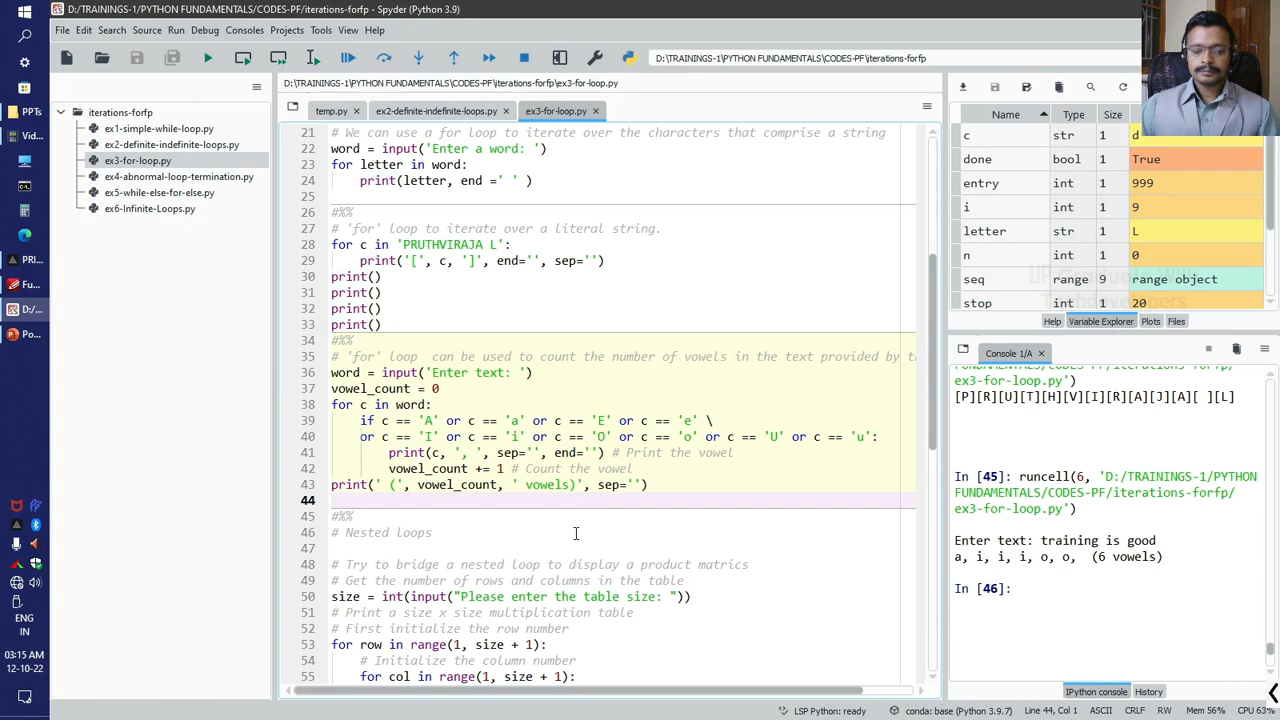 D:/TRAININGS-1/PYTHON FUNDAMENTALS/CODES-PF/iterations-forfp - Spyder (Python 3.9)
File Edit Search Source Run Debug Consoles Projects Tools View Help
D:\TRAININGS-1\PYTHON FUNDAMENTALS\CODES-PF\iterations-forfp
D:\TRAININGS-1\PYTHON FUNDAMENTALS\CODES-PF\iterations-forfp\ex3-for-loop.py
temp.py ex2-definite-indefinite-loops.py ex3-for-loop.py
iterations-forfp
ex1-simple-while-loop.py
ex2-definite-indefinite-loops.py
ex3-for-loop.py
ex4-abnormal-loop-termination.py
ex5-while-else-for-else.py
ex6-Infinite-Loops.py
21 # We can use a for loop to iterate over the characters that comprise a string
22 word = input('Enter a word: ')
23 for letter in word:
24 print(letter, end =' ' )
25
26 #%%
27 # 'for' loop to iterate over a literal string.
28 for c in 'PRUTHVIRAJA L':
29 print('[', c, ']', end='', sep='')
30 print()
31 print()
32 print()
33 print()
34 #%%
35 # 'for' loop  can be used to count the number of vowels in the text provided by t
36 word = input('Enter text: ')
37 vowel_count = 0
38 for c in word:
39 if c == 'A' or c == 'a' or c == 'E' or c == 'e' \
40 or c == 'I' or c == 'i' or c == 'O' or c == 'o' or c == 'U' or c == 'u':
41 print(c, ', ', sep='', end='') # Print the vowel
42 vowel_count += 1 # Count the vowel
43 print(' (', vowel_count, ' vowels)', sep='')
44
45 #%%
46 # Nested loops
47
48 # Try to bridge a nested loop to display a product matrics
49 # Get the number of rows and columns in the table
50 size = int(input("Please enter the table size: "))
51 # Print a size x size multiplication table
52 # First initialize the row number
53 for row in range(1, size + 1):
54 # Initialize the column number
55 for col in range(1, size + 1):
Name Type Size
c str 1 d
done bool 1 True
entry int 1 999
i int 1 9
letter str 1 L
n int 1 0
seq range 9 range object
stop int 1 20
Help Variable Explorer Plots Files
Console 1/A
FUNDAMENTALS/CODES-PF/iterations-forfp/
ex3-for-loop.py')
[P][R][U][T][H][V][I][R][A][J][A][ ][L]
In [45]: runcell(6, 'D:/TRAININGS-1/PYTHON
FUNDAMENTALS/CODES-PF/iterations-forfp/
ex3-for-loop.py')
Enter text: training is good
a, i, i, i, o, o,  (6 vowels)
In [46]:
IPython console History
LSP Python: ready conda: base (Python 3.9.7) Line 44, Col 1 ASCII CRLF RW Mem 56% CPU 63%
PPTs
Vid...
PRI...
Fu...
D:/...
Po...
ENG
IN
03:15 AM
12-10-22